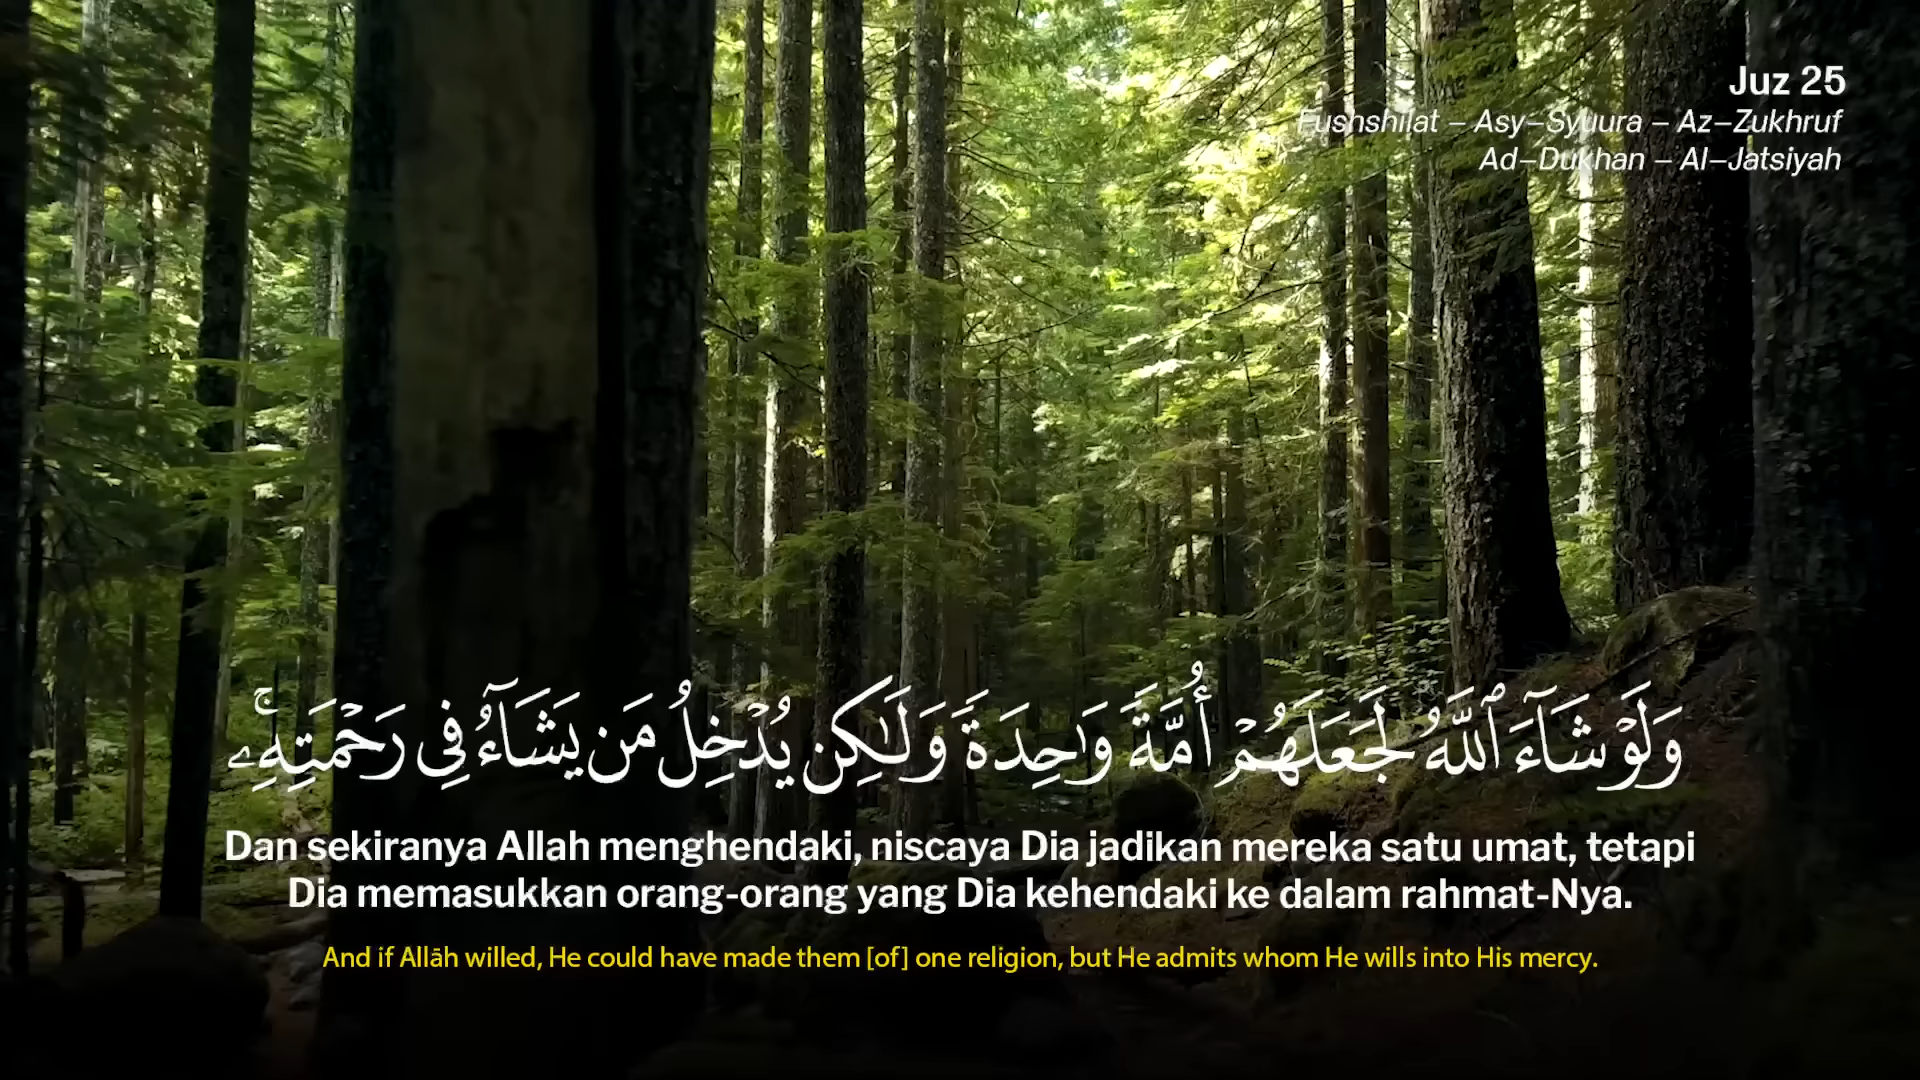 Juz 25
Fushshilat – Asy–Syuura – Az–Zukhruf
Ad–Dukhan – Al–Jatsiyah
وَلَوْ شَآءَ ٱللَّهُ لَجَعَلَهُمْ أُمَّةً وَٰحِدَةً وَلَٰكِن يُدْخِلُ مَن يَشَآءُ فِى رَحْمَتِهِۦ ۚ
Dan sekiranya Allah menghendaki, niscaya Dia jadikan mereka satu umat, tetapi
Dia memasukkan orang-orang yang Dia kehendaki ke dalam rahmat-Nya.
And if Allāh willed, He could have made them [of] one religion, but He admits whom He wills into His mercy.